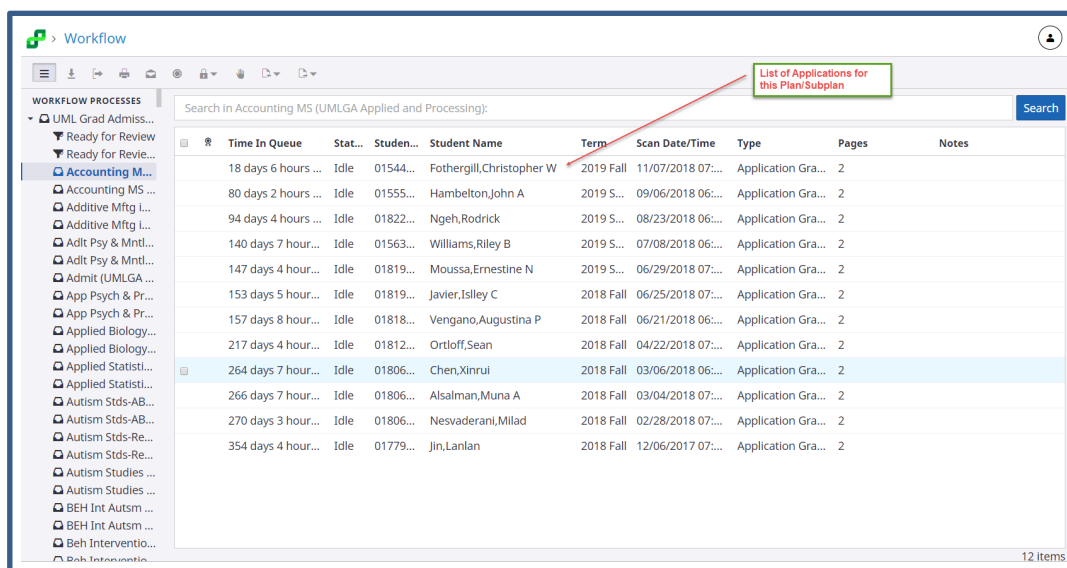 Workflow
List of Applications for
this Plan/Subplan
WORKFLOW PROCESSES
UML Grad Admiss...
Ready for Review
Ready for Revie...
Accounting M...
Accounting MS ...
Additive Mftg i...
Additive Mftg i...
Adlt Psy & Mntl...
Adlt Psy & Mntl...
Admit (UMLGA ...
App Psych & Pr...
App Psych & Pr...
Applied Biology...
Applied Biology...
Applied Statisti...
Applied Statisti...
Autism Stds-AB...
Autism Stds-AB...
Autism Stds-Re...
Autism Stds-Re...
Autism Studies ...
Autism Studies ...
BEH Int Autsm ...
BEH Int Autsm ...
Beh Interventio...
Beh Interventio...
Search in Accounting MS (UMLGA Applied and Processing):
Search
Time In Queue Stat... Studen... Student Name Term Scan Date/Time Type Pages Notes
18 days 6 hours ... Idle 01544... Fothergill,Christopher W 2019 Fall 11/07/2018 07:... Application Gra... 2
80 days 2 hours ... Idle 01555... Hambelton,John A 2019 S... 09/06/2018 06:... Application Gra... 2
94 days 4 hours ... Idle 01822... Ngeh,Rodrick 2019 S... 08/23/2018 06:... Application Gra... 2
140 days 7 hour... Idle 01563... Williams,Riley B 2019 S... 07/08/2018 06:... Application Gra... 2
147 days 4 hour... Idle 01819... Moussa,Ernestine N 2019 S... 06/29/2018 07:... Application Gra... 2
153 days 5 hour... Idle 01819... Javier,Islley C 2018 Fall 06/25/2018 07:... Application Gra... 2
157 days 8 hour... Idle 01818... Vengano,Augustina P 2018 Fall 06/21/2018 06:... Application Gra... 2
217 days 4 hour... Idle 01812... Ortloff,Sean 2018 Fall 04/22/2018 07:... Application Gra... 2
264 days 7 hour... Idle 01806... Chen,Xinrui 2018 Fall 03/06/2018 06:... Application Gra... 2
266 days 7 hour... Idle 01806... Alsalman,Muna A 2018 Fall 03/04/2018 07:... Application Gra... 2
270 days 3 hour... Idle 01806... Nesvaderani,Milad 2018 Fall 02/28/2018 07:... Application Gra... 2
354 days 4 hour... Idle 01779... Jin,Lanlan 2018 Fall 12/06/2017 07:... Application Gra... 2
12 items